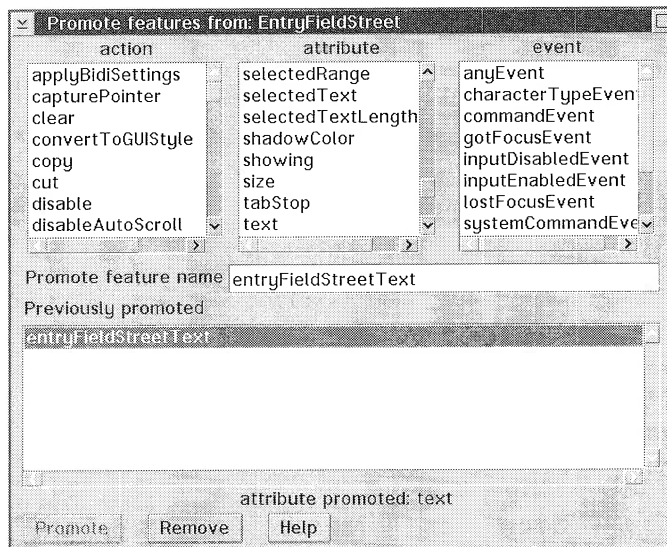 Promote features from: EntryFieldStreet
action attribute event
applyBidiSettings selectedRange anyEvent
capturePointer selectedText characterTypeEven
clear selectedTextLength commandEvent
convertToGUIStyle shadowColor gotFocusEvent
copy showing inputDisabledEvent
cut size inputEnabledEvent
disable tabStop lostFocusEvent
disableAutoScroll text systemCommandEve
Promote feature name entryFieldStreetText
Previously promoted
entryFieldStreetText
attribute promoted: text
Promote Remove Help